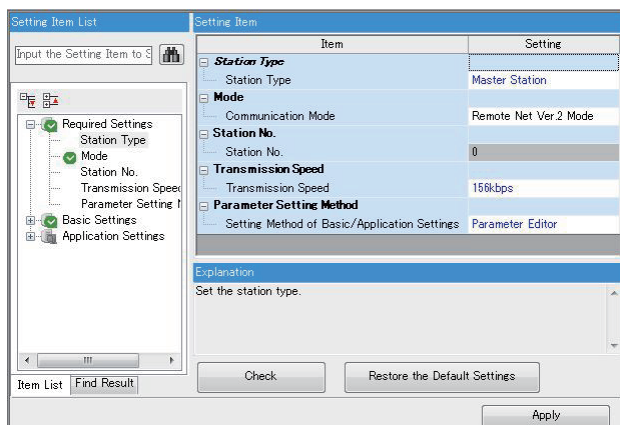 Setting Item List
Input the Setting Item to S
Required Settings
Station Type
Mode
Station No.
Transmission Speed
Parameter Setting M
Basic Settings
Application Settings
Item List
Find Result
Setting Item
Item Setting
Station Type
Station Type Master Station
Mode
Communication Mode Remote Net Ver.2 Mode
Station No.
Station No. 0
Transmission Speed
Transmission Speed 156kbps
Parameter Setting Method
Setting Method of Basic/Application Settings Parameter Editor
Explanation
Set the station type.
Check
Restore the Default Settings
Apply